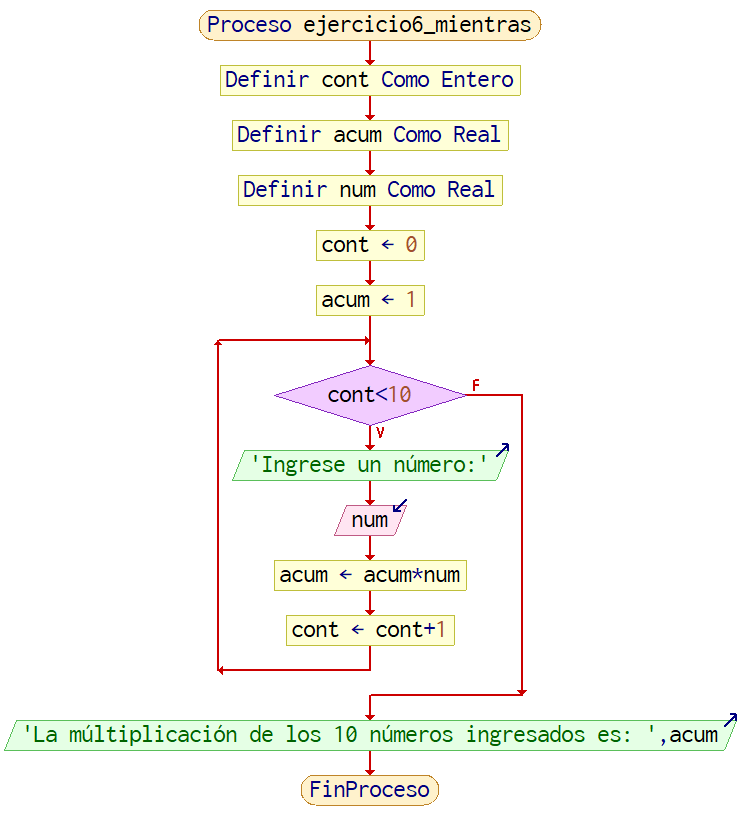 Proceso ejercicio6_mientras
Definir cont Como Entero
Definir acum Como Real
Definir num Como Real
cont ← 0
acum ← 1
cont<10
F
V
'Ingrese un número:'
num
acum ← acum*num
cont ← cont+1
'La múltiplicación de los 10 números ingresados es: ',acum
FinProceso